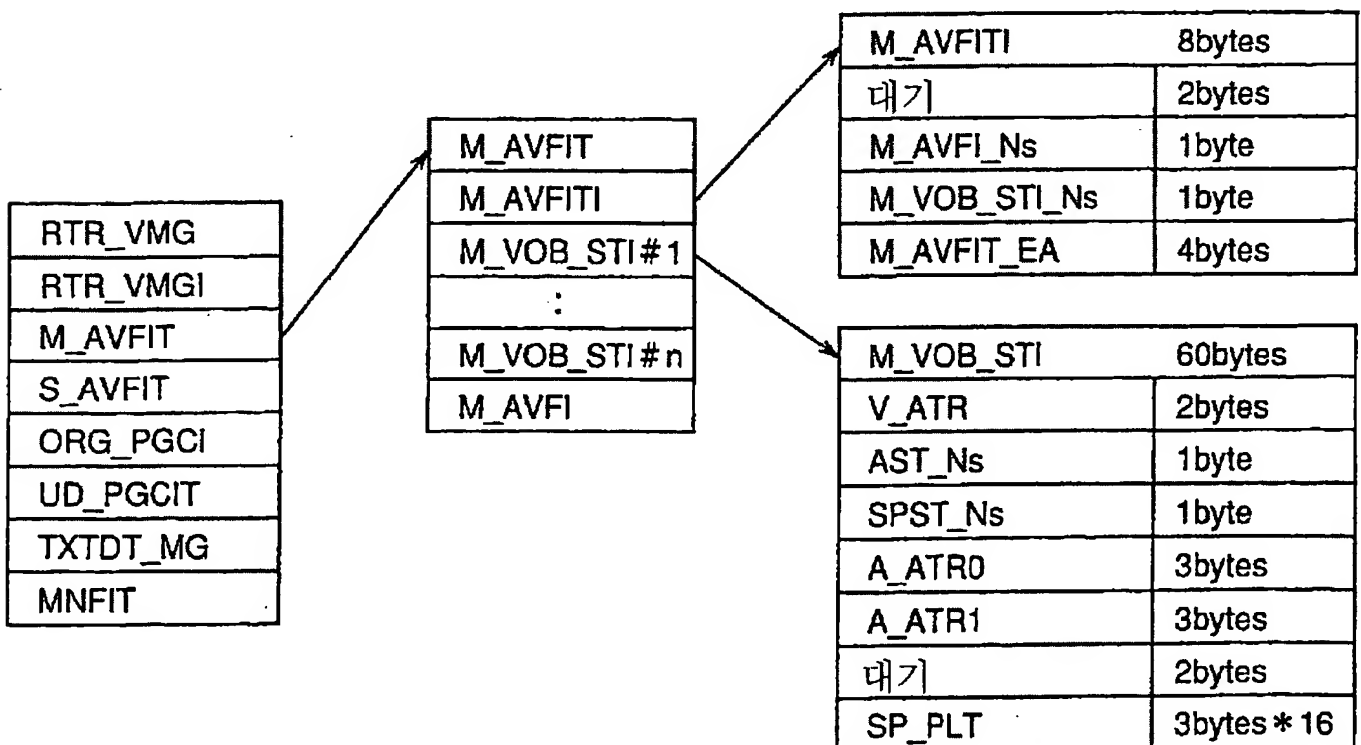 RTR_VMG
RTR_VMGI
M_AVFIT
S_AVFIT
ORG_PGCI
UD_PGCIT
TXTDT_MG
MNFIT
M_AVFIT
M_AVFITI
M_VOB_STI#1
:
M_VOB_STI#n
M_AVFI
M_AVFITI 8bytes
대기 2bytes
M_AVFI_Ns 1byte
M_VOB_STI_Ns 1byte
M_AVFIT_EA 4bytes
M_VOB_STI 60bytes
V_ATR 2bytes
AST_Ns 1byte
SPST_Ns 1byte
A_ATR0 3bytes
A_ATR1 3bytes
대기 2bytes
SP_PLT 3bytes*16